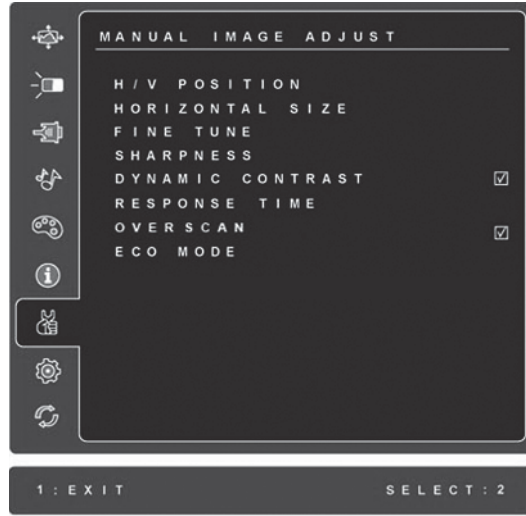 MANUAL IMAGE ADJUST
H/V POSITION
HORIZONTAL SIZE
FINE TUNE
SHARPNESS
DYNAMIC CONTRAST
RESPONSE TIME
OVERSCAN
ECO MODE
1:EXIT SELECT:2